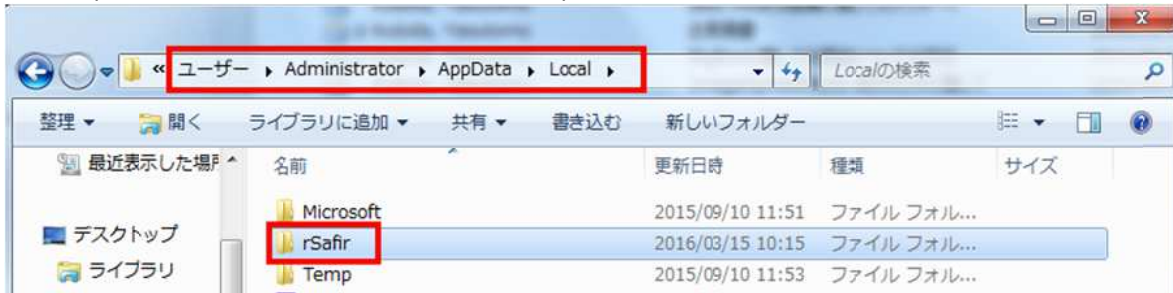 « ユーザー ▸ Administrator ▸ AppData ▸ Local ▸ Localの検索
整理 ▼ 開く ライブラリに追加 ▼ 共有 ▼ 書き込む 新しいフォルダー
最近表示した場所 名前 更新日時 種類 サイズ
Microsoft 2015/09/10 11:51 ファイル フォル...
デスクトップ rSafir 2016/03/15 10:15 ファイル フォル...
ライブラリ Temp 2015/09/10 11:53 ファイル フォル...